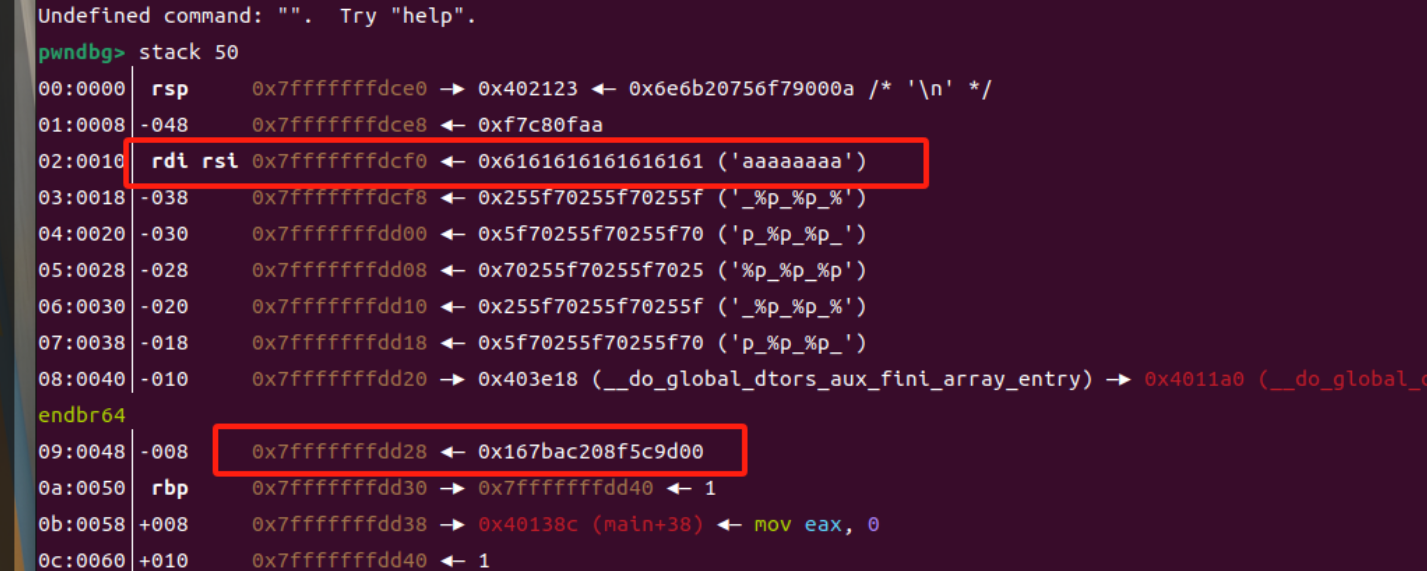 Undefined command: "".  Try "help".
pwndbg> stack 50
00:0000│ rsp     0x7fffffffdce0 —▸ 0x402123 ◂— 0x6e6b20756f79000a /* '\n' */
01:0008│-048     0x7fffffffdce8 ◂— 0xf7c80faa
02:0010│ rdi rsi 0x7fffffffdcf0 ◂— 0x6161616161616161 ('aaaaaaaa')
03:0018│-038     0x7fffffffdcf8 ◂— 0x255f70255f70255f ('_%p_%p_%')
04:0020│-030     0x7fffffffdd00 ◂— 0x5f70255f70255f70 ('p_%p_%p_')
05:0028│-028     0x7fffffffdd08 ◂— 0x70255f70255f7025 ('%p_%p_%p')
06:0030│-020     0x7fffffffdd10 ◂— 0x255f70255f70255f ('_%p_%p_%')
07:0038│-018     0x7fffffffdd18 ◂— 0x5f70255f70255f70 ('p_%p_%p_')
08:0040│-010     0x7fffffffdd20 —▸ 0x403e18 (__do_global_dtors_aux_fini_array_entry) —▸ 0x4011a0 (__do_global_
endbr64
09:0048│-008     0x7fffffffdd28 ◂— 0x167bac208f5c9d00
0a:0050│ rbp     0x7fffffffdd30 —▸ 0x7fffffffdd40 ◂— 1
0b:0058│+008     0x7fffffffdd38 —▸ 0x40138c (main+38) ◂— mov eax, 0
0c:0060│+010     0x7fffffffdd40 ◂— 1